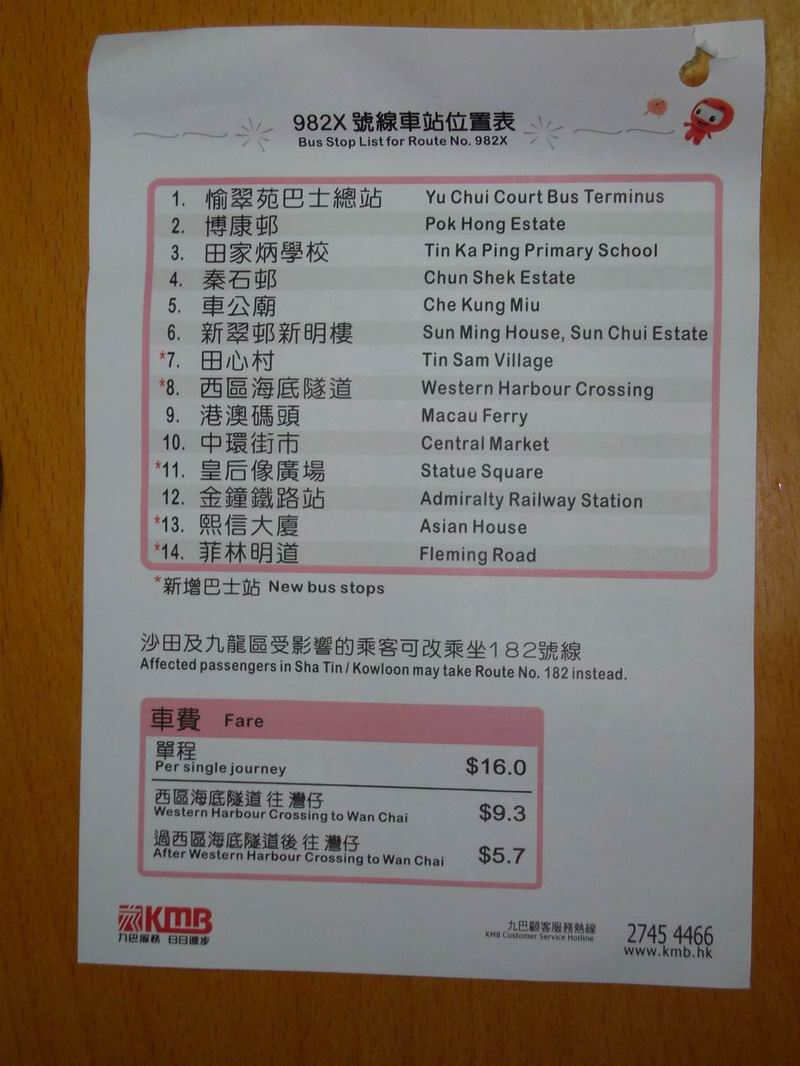 982X 號線車站位置表
Bus Stop List for Route No. 982X
1. 愉翠苑巴士總站 Yu Chui Court Bus Terminus
2. 博康邨 Pok Hong Estate
3. 田家炳學校 Tin Ka Ping Primary School
4. 秦石邨 Chun Shek Estate
5. 車公廟 Che Kung Miu
6. 新翠邨新明樓 Sun Ming House, Sun Chui Estate
*7. 田心村 Tin Sam Village
*8. 西區海底隧道 Western Harbour Crossing
9. 港澳碼頭 Macau Ferry
10. 中環街市 Central Market
*11. 皇后像廣場 Statue Square
12. 金鐘鐵路站 Admiralty Railway Station
*13. 熙信大廈 Asian House
*14. 菲林明道 Fleming Road
*新增巴士站 New bus stops
沙田及九龍區受影響的乘客可改乘坐182號線
Affected passengers in Sha Tin / Kowloon may take Route No. 182 instead.
車費 Fare
單程
Per single journey $16.0
西區海底隧道 往 灣仔
Western Harbour Crossing to Wan Chai $9.3
過西區海底隧道後 往 灣仔
After Western Harbour Crossing to Wan Chai $5.7
KMB
九巴服務 日日進步
九巴顧客服務熱線
KMB Customer Service Hotline 2745 4466
www.kmb.hk